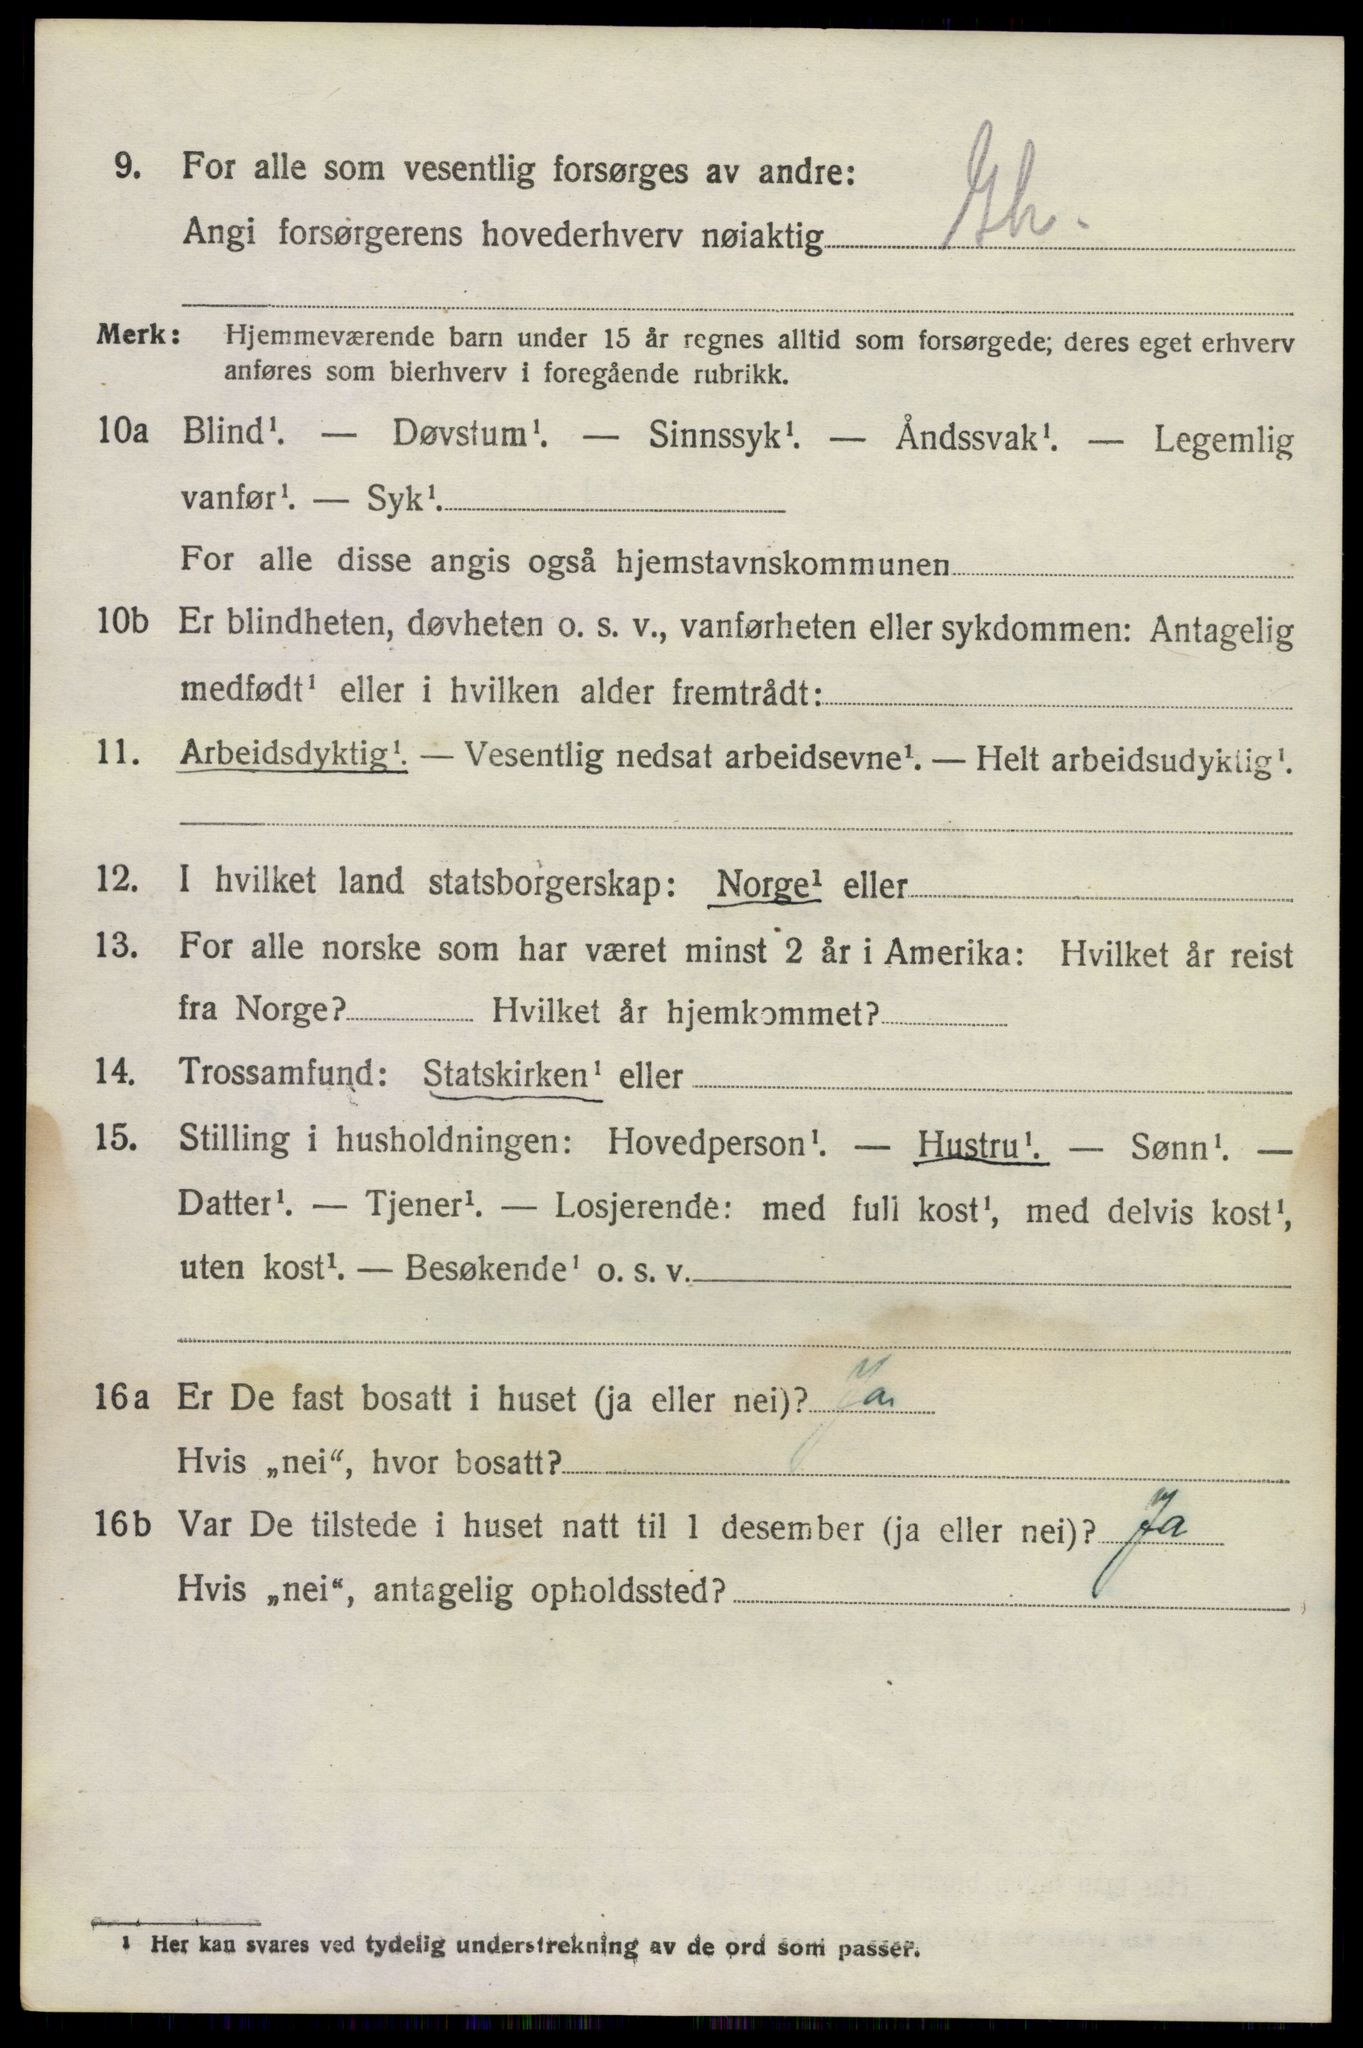 9. For alle som vesentlig forsørges av andre:
Angi forsørgerens hovederhverv nøiaktig Gh.
Merk: Hjemmeværende barn under 15 år regnes alltid som forsørgede; deres eget erhverv
anføres som bierhverv i foregående rubrikk.
10a Blind¹. — Døvstum¹. — Sinnssyk¹. — Åndssvak¹. — Legemlig
vanfør¹. — Syk¹.
For alle disse angis også hjemstavnskommunen
10b Er blindheten, døvheten o. s. v., vanførheten eller sykdommen: Antagelig
medfødt¹ eller i hvilken alder fremtrådt:
11. Arbeidsdyktig¹. — Vesentlig nedsat arbeidsevne¹. — Helt arbeidsudyktig¹.
12. I hvilket land statsborgerskap: Norge¹ eller
13. For alle norske som har været minst 2 år i Amerika: Hvilket år reist
fra Norge? Hvilket år hjemkommet?
14. Trossamfund: Statskirken¹ eller
15. Stilling i husholdningen: Hovedperson¹. — Hustru¹. — Sønn¹. —
Datter¹. — Tjener¹. — Losjerende: med full kost¹, med delvis kost¹,
uten kost¹. — Besøkende¹ o. s. v.
16a Er De fast bosatt i huset (ja eller nei)? Ja
Hvis „nei“, hvor bosatt?
16b Var De tilstede i huset natt til 1 desember (ja eller nei)? Ja
Hvis „nei“, antagelig opholdssted?
1 Her kan svares ved tydelig understrekning av de ord som passer.